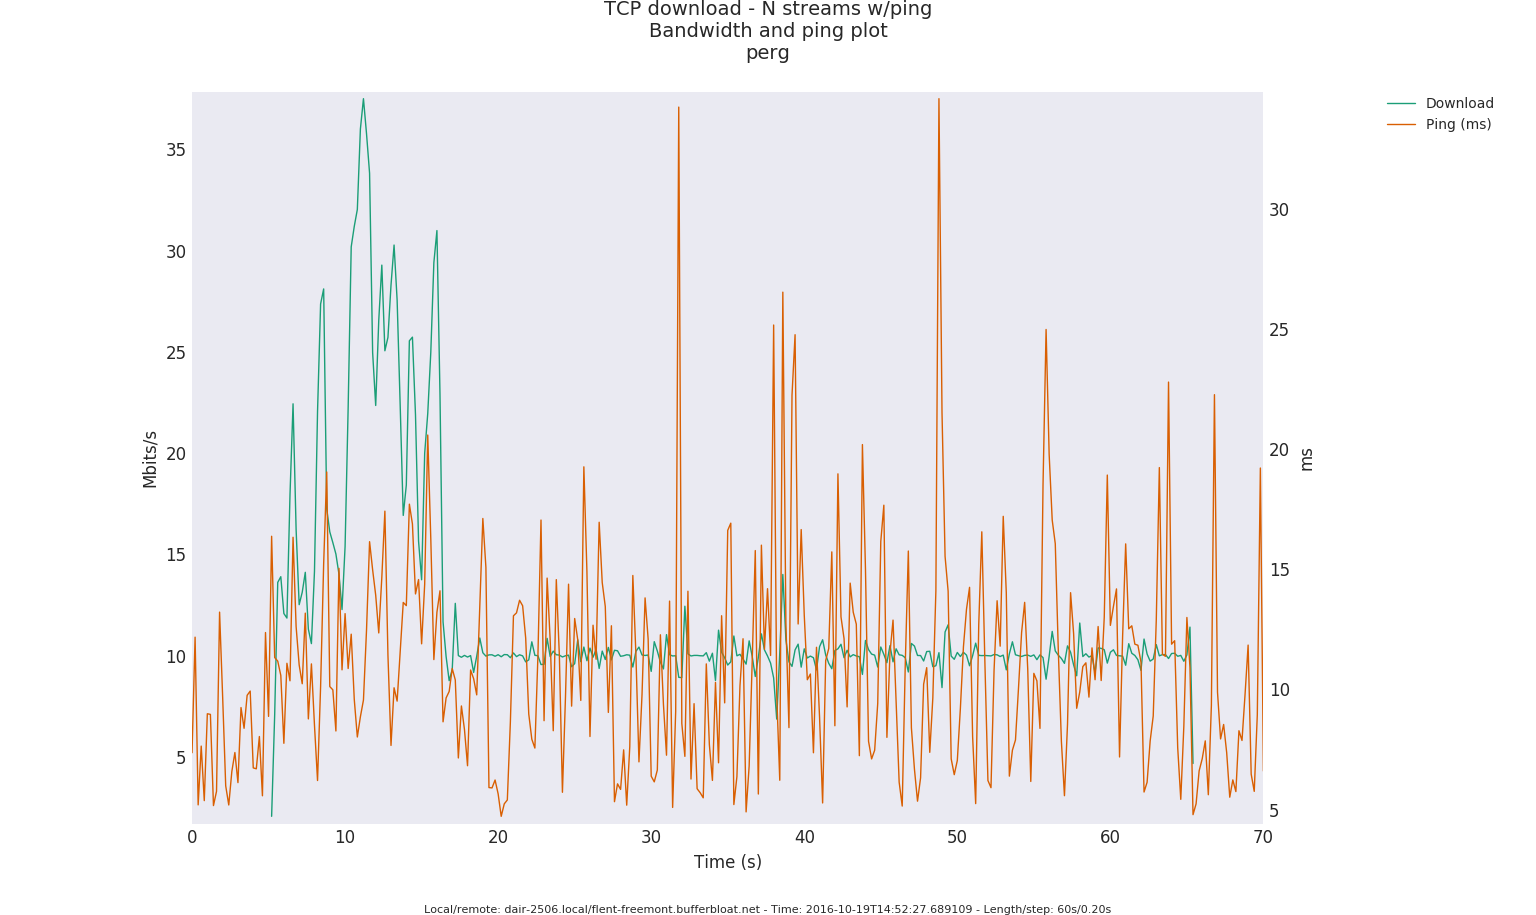 TCP download - N streams w/ping
Bandwidth and ping plot
perg
Download
Ping (ms)
35
30
25
20
15
10
5
Mbits/s
30
25
20
15
10
5
ms
0 10 20 30 40 50 60 70
Time (s)
Local/remote: dair-2506.local/flent-freemont.bufferbloat.net - Time: 2016-10-19T14:52:27.689109 - Length/step: 60s/0.20s